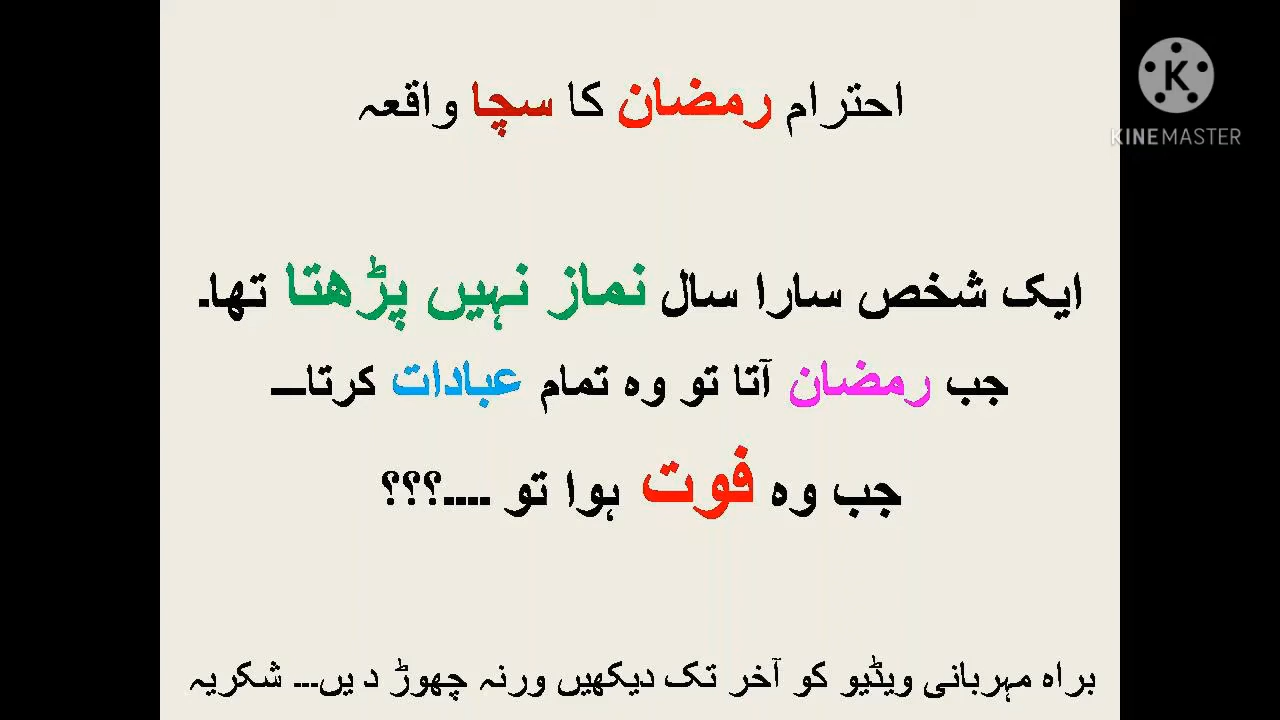 احترام رمضان کا سچا واقعہ
KINEMASTER
ایک شخص سارا سال نماز نہیں پڑھتا تھا۔
جب رمضان آتا تو وہ تمام عبادات کرتا۔۔۔
جب وہ فوت ہوا تو ۔۔۔۔؟؟؟
براہ مہربانی ویڈیو کو آخر تک دیکھیں ورنہ چھوڑ د یں۔۔۔ شکریہ